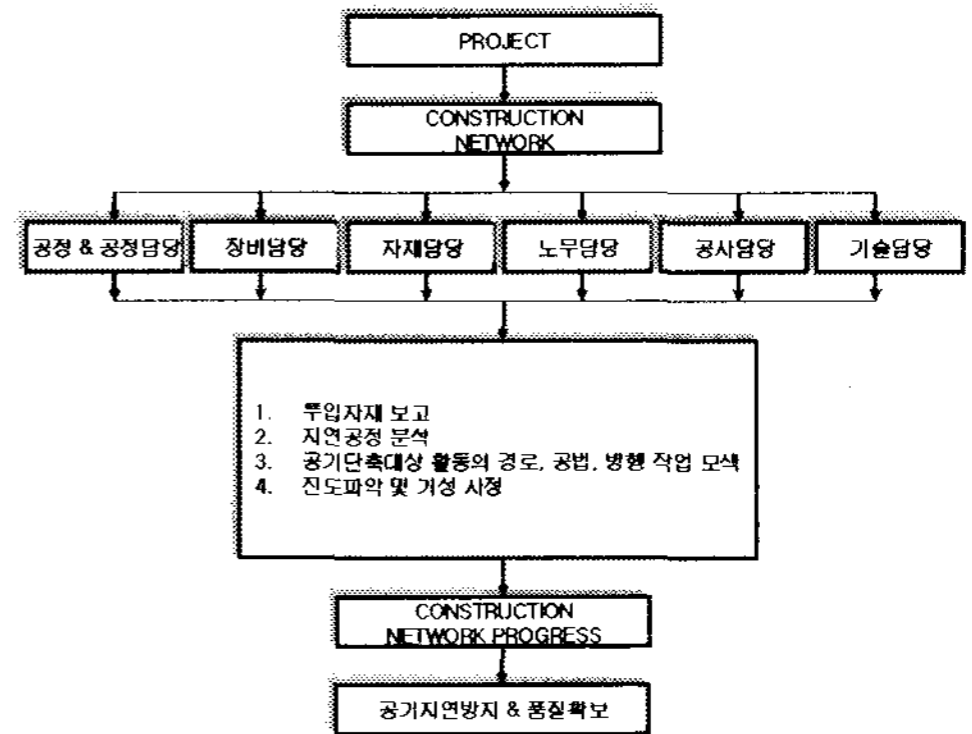 PROJECT
CONSTRUCTION
NETWORK
공정 & 공정담당
장비담당
자재담당
노무담당
공사담당
기술담당
1. 투입자재 보고
2. 지연공정 분석
3. 공기단축대상 활동의 경로, 공법, 병행 작업 모색
4. 진도파악 및 기성 사정
CONSTRUCTION
NETWORK PROGRESS
공기지연방지 & 품질확보